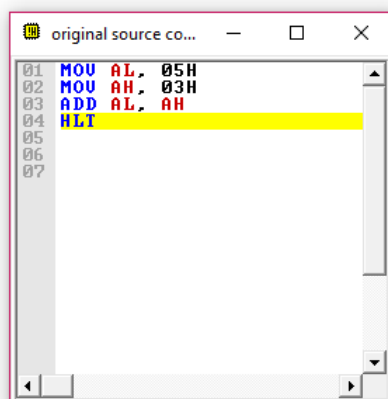 original source co...
01 MOV AL, 05H
02 MOV AH, 03H
03 ADD AL, AH
04 HLT
05
06
07